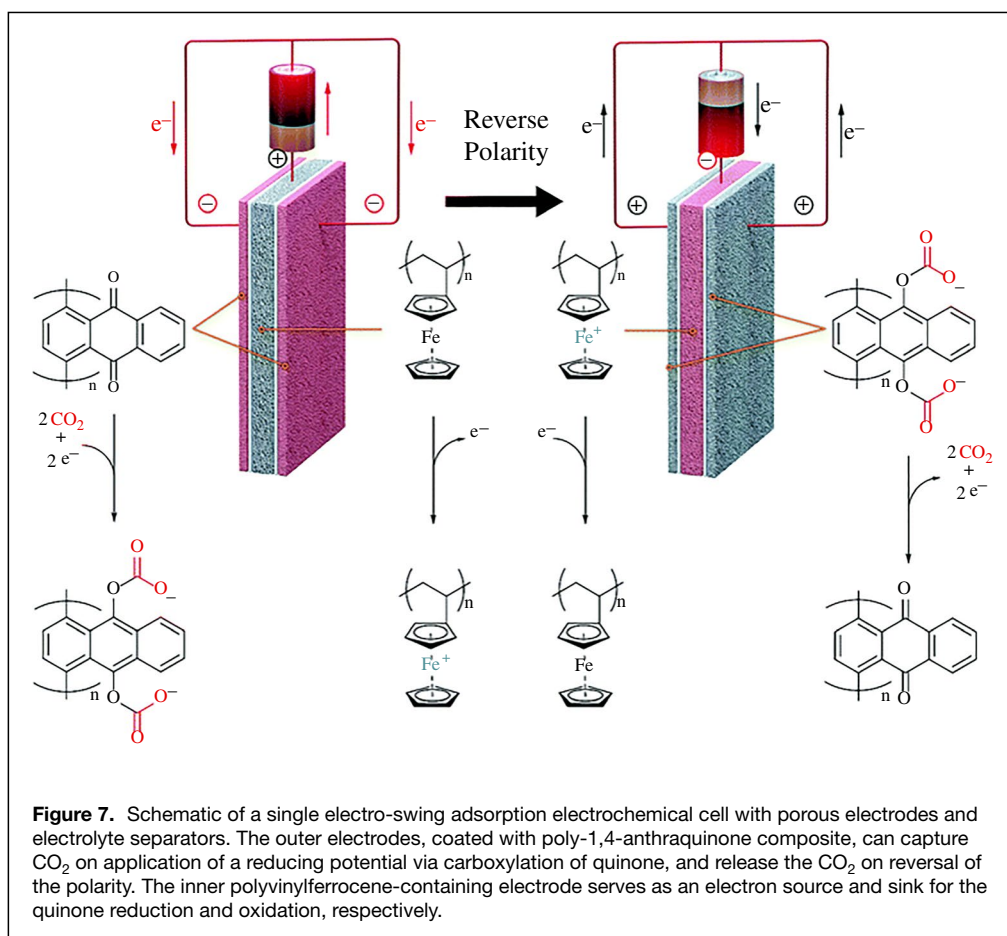 e⁻
e⁻
Reverse
Polarity
e⁻
e⁻
e⁻
+
−
−
−
+
+
O
O
n
2 CO₂
+
2 e⁻
n
Fe
e⁻
n
Fe⁺
e⁻
O
O⁻
O
n
O
O⁻
O
2 CO₂
+
2 e⁻
O
O⁻
O
n
O
O⁻
O
n
Fe⁺
n
Fe
O
n
O
Figure 7. Schematic of a single electro-swing adsorption electrochemical cell with porous electrodes and
electrolyte separators. The outer electrodes, coated with poly-1,4-anthraquinone composite, can capture
CO₂ on application of a reducing potential via carboxylation of quinone, and release the CO₂ on reversal of
the polarity. The inner polyvinylferrocene-containing electrode serves as an electron source and sink for the
quinone reduction and oxidation, respectively.